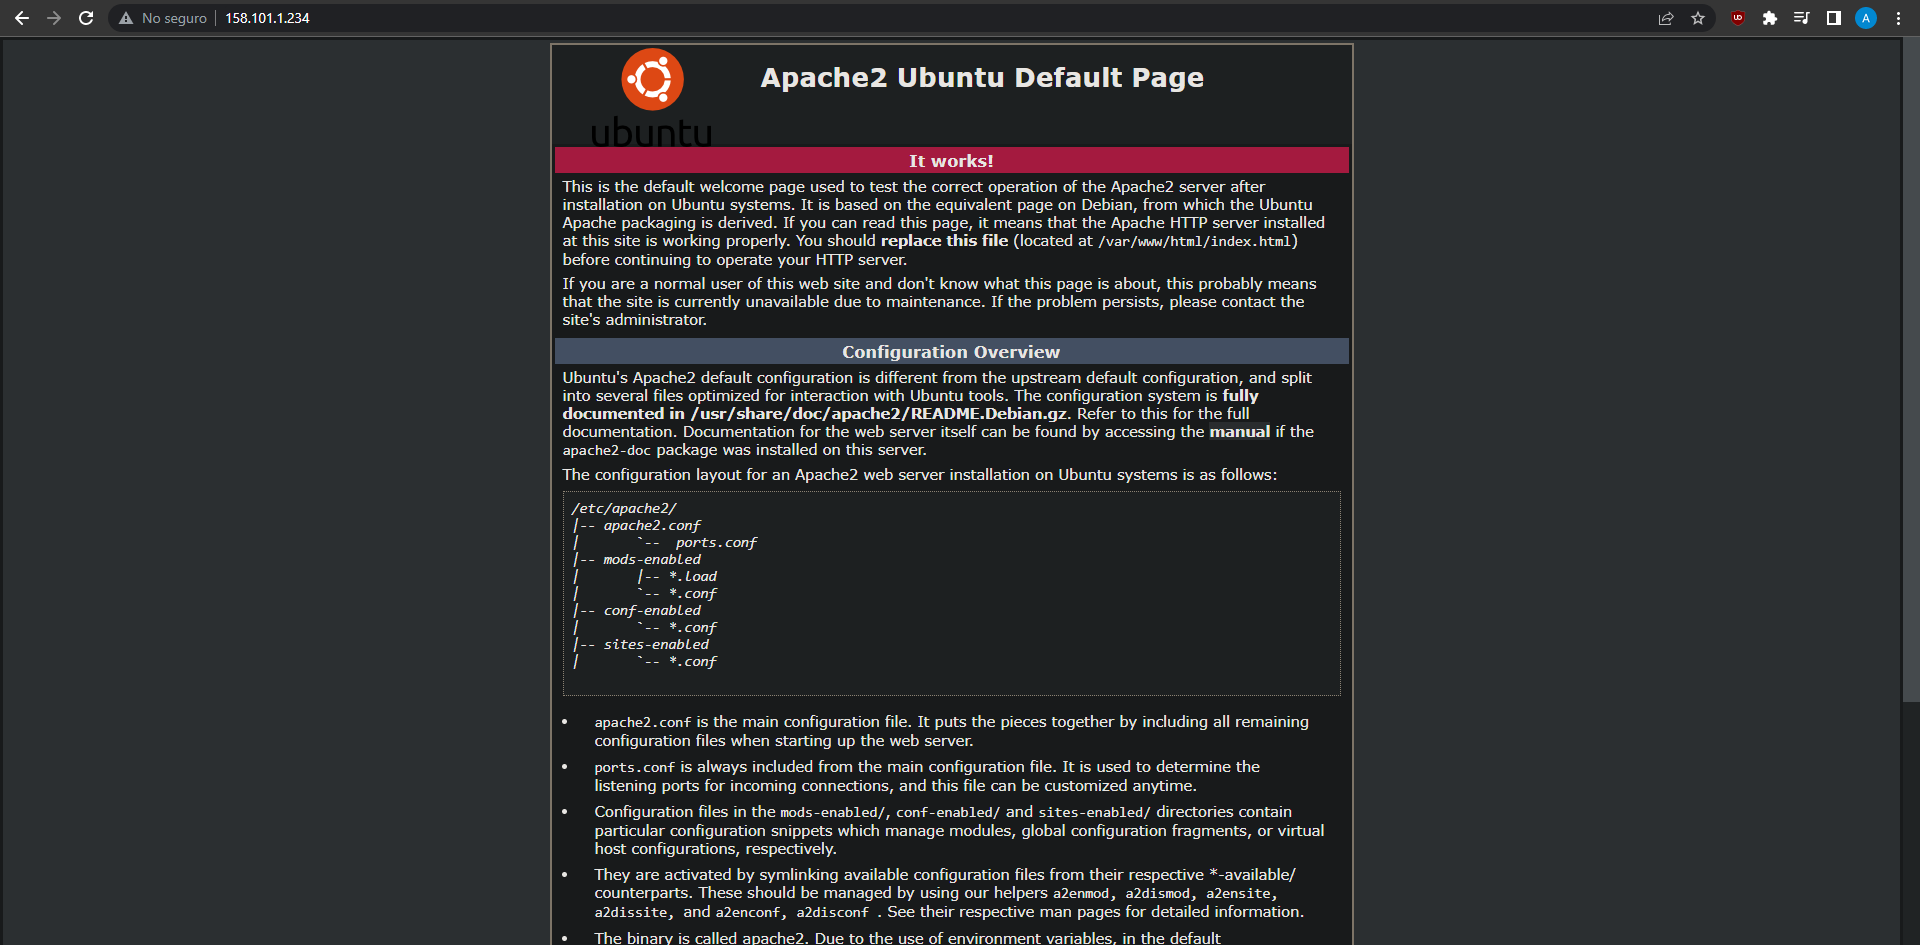 No seguro
158.101.1.234
A
ubuntu
Apache2 Ubuntu Default Page
It works!
This is the default welcome page used to test the correct operation of the Apache2 server after
installation on Ubuntu systems. It is based on the equivalent page on Debian, from which the Ubuntu
Apache packaging is derived. If you can read this page, it means that the Apache HTTP server installed
at this site is working properly. You should replace this file (located at /var/www/html/index.html)
before continuing to operate your HTTP server.
If you are a normal user of this web site and don't know what this page is about, this probably means
that the site is currently unavailable due to maintenance. If the problem persists, please contact the
site's administrator.
Configuration Overview
Ubuntu's Apache2 default configuration is different from the upstream default configuration, and split
into several files optimized for interaction with Ubuntu tools. The configuration system is fully
documented in /usr/share/doc/apache2/README.Debian.gz. Refer to this for the full
documentation. Documentation for the web server itself can be found by accessing the manual if the
apache2-doc package was installed on this server.
The configuration layout for an Apache2 web server installation on Ubuntu systems is as follows:
/etc/apache2/
|-- apache2.conf
|       `--  ports.conf
|-- mods-enabled
|       |-- *.load
|       `-- *.conf
|-- conf-enabled
|       `-- *.conf
|-- sites-enabled
|       `-- *.conf
• apache2.conf is the main configuration file. It puts the pieces together by including all remaining
configuration files when starting up the web server.
• ports.conf is always included from the main configuration file. It is used to determine the
listening ports for incoming connections, and this file can be customized anytime.
• Configuration files in the mods-enabled/, conf-enabled/ and sites-enabled/ directories contain
particular configuration snippets which manage modules, global configuration fragments, or virtual
host configurations, respectively.
• They are activated by symlinking available configuration files from their respective *-available/
counterparts. These should be managed by using our helpers a2enmod, a2dismod, a2ensite,
a2dissite, and a2enconf, a2disconf . See their respective man pages for detailed information.
• The binary is called apache2. Due to the use of environment variables, in the default